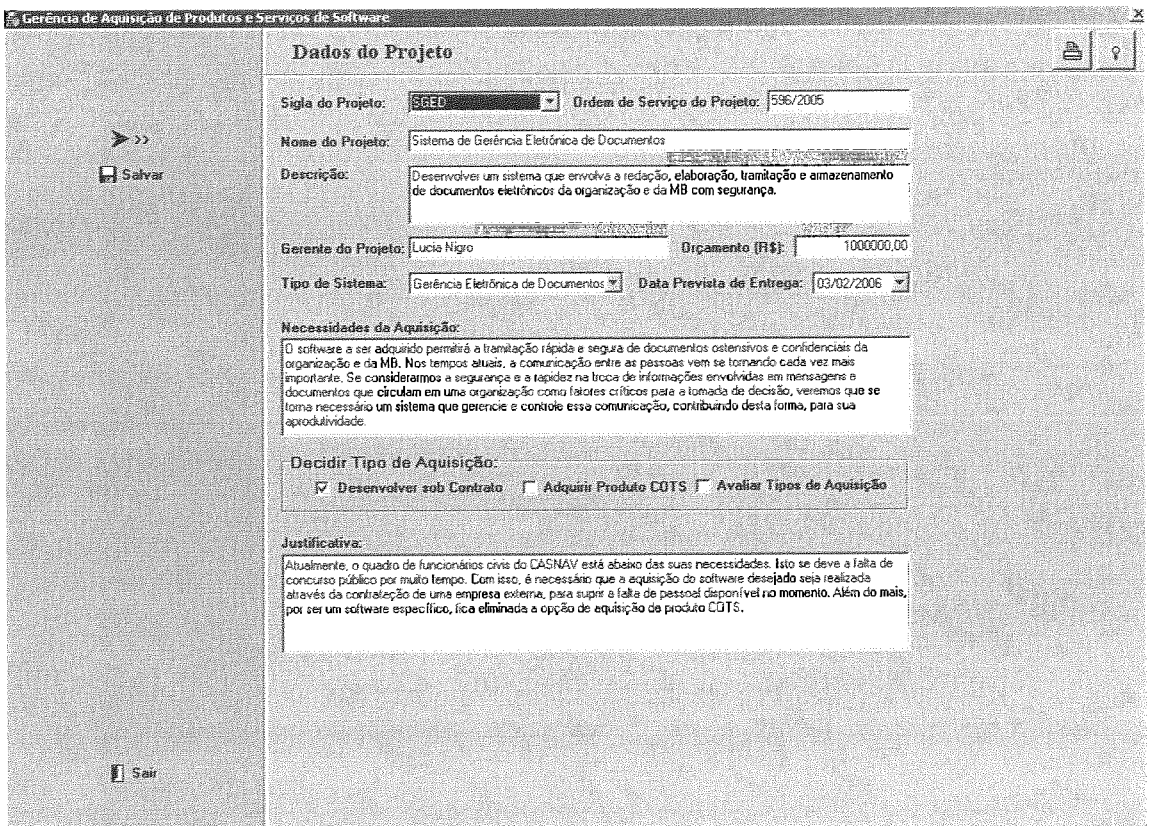 Gerência de Aquisição de Produtos e Serviços de Software
Dados do Projeto
Sigla do Projeto: SGED Ordem de Serviço do Projeto: 596/2005
>>
Nome do Projeto: Sistema de Gerência Eletrônica de Documentos
Salvar
Descrição: Desenvolver um sistema que envolva a redação, elaboração, tramitação e armazenamento
de documentos eletrônicos da organização e da MB com segurança.
Gerente do Projeto: Lucia Nigro Orçamento (R$): 1000000,00
Tipo de Sistema: Gerência Eletrônica de Documentos Data Prevista de Entrega: 03/02/2006
Necessidades da Aquisição:
O software a ser adquirido permitirá a tramitação rápida e segura de documentos ostensivos e confidenciais da
organização e da MB. Nos tempos atuais, a comunicação entre as pessoas vem se tornando cada vez mais
importante. Se considerarmos a segurança e a rapidez na troca de informações envolvidas em mensagens e
documentos que circulam em uma organização como fatores críticos para a tomada de decisão, veremos que se
torna necessário um sistema que gerencie e controle essa comunicação, contribuindo desta forma, para sua
aprodutividade.
Decidir Tipo de Aquisição:
Desenvolver sob Contrato Adquirir Produto COTS Avaliar Tipos de Aquisição
Justificativa:
Atualmente, o quadro de funcionários civis do CASNAV está abaixo das suas necessidades. Isto se deve a falta de
concurso público por muito tempo. Com isso, é necessário que a aquisição do software desejado seja realizada
através da contratação de uma empresa externa, para suprir a falta de pessoal disponível no momento. Além do mais,
por ser um software específico, fica eliminada a opção de aquisição de produto COTS.
Sair